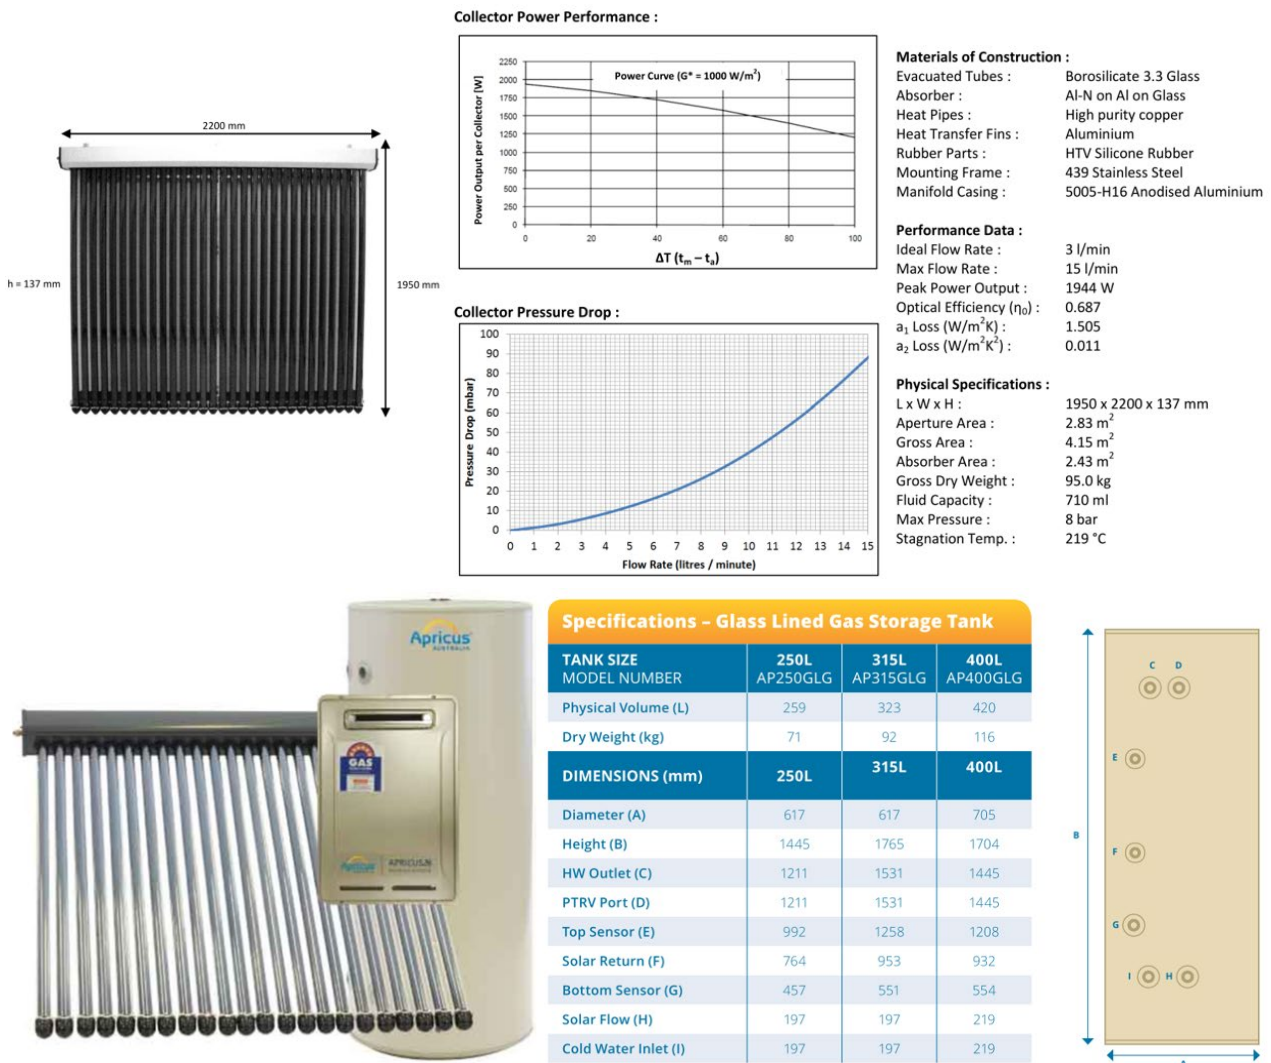 Collector Power Performance :
2200 mm
h = 137 mm
1950 mm
Power Curve (G* = 1000 W/m²)
Power Output per Collector [W]
2250
2000
1750
1500
1250
1000
750
500
250
0
0 20 40 60 80 100
ΔT (tm – ta)
Collector Pressure Drop :
Pressure Drop (mbar)
100
90
80
70
60
50
40
30
20
10
0
0 1 2 3 4 5 6 7 8 9 10 11 12 13 14 15
Flow Rate (litres / minute)
Materials of Construction :
Evacuated Tubes : Borosilicate 3.3 Glass
Absorber : Al-N on Al on Glass
Heat Pipes : High purity copper
Heat Transfer Fins : Aluminium
Rubber Parts : HTV Silicone Rubber
Mounting Frame : 439 Stainless Steel
Manifold Casing : 5005-H16 Anodised Aluminium
Performance Data :
Ideal Flow Rate : 3 l/min
Max Flow Rate : 15 l/min
Peak Power Output : 1944 W
Optical Efficiency (η₀) : 0.687
a₁ Loss (W/m²K) : 1.505
a₂ Loss (W/m²K²) : 0.011
Physical Specifications :
L x W x H : 1950 x 2200 x 137 mm
Aperture Area : 2.83 m²
Gross Area : 4.15 m²
Absorber Area : 2.43 m²
Gross Dry Weight : 95.0 kg
Fluid Capacity : 710 ml
Max Pressure : 8 bar
Stagnation Temp. : 219 °C
Apricus
AUSTRALIA
GAS
Apricus
APRICUS
Specifications – Glass Lined Gas Storage Tank
TANK SIZE 250L 315L 400L
MODEL NUMBER AP250GLG AP315GLG AP400GLG
Physical Volume (L) 259 323 420
Dry Weight (kg) 71 92 116
DIMENSIONS (mm) 250L 315L 400L
Diameter (A) 617 617 705
Height (B) 1445 1765 1704
HW Outlet (C) 1211 1531 1445
PTRV Port (D) 1211 1531 1445
Top Sensor (E) 992 1258 1208
Solar Return (F) 764 953 932
Bottom Sensor (G) 457 551 554
Solar Flow (H) 197 197 219
Cold Water Inlet (I) 197 197 219
C D
E
B
F
G
I H